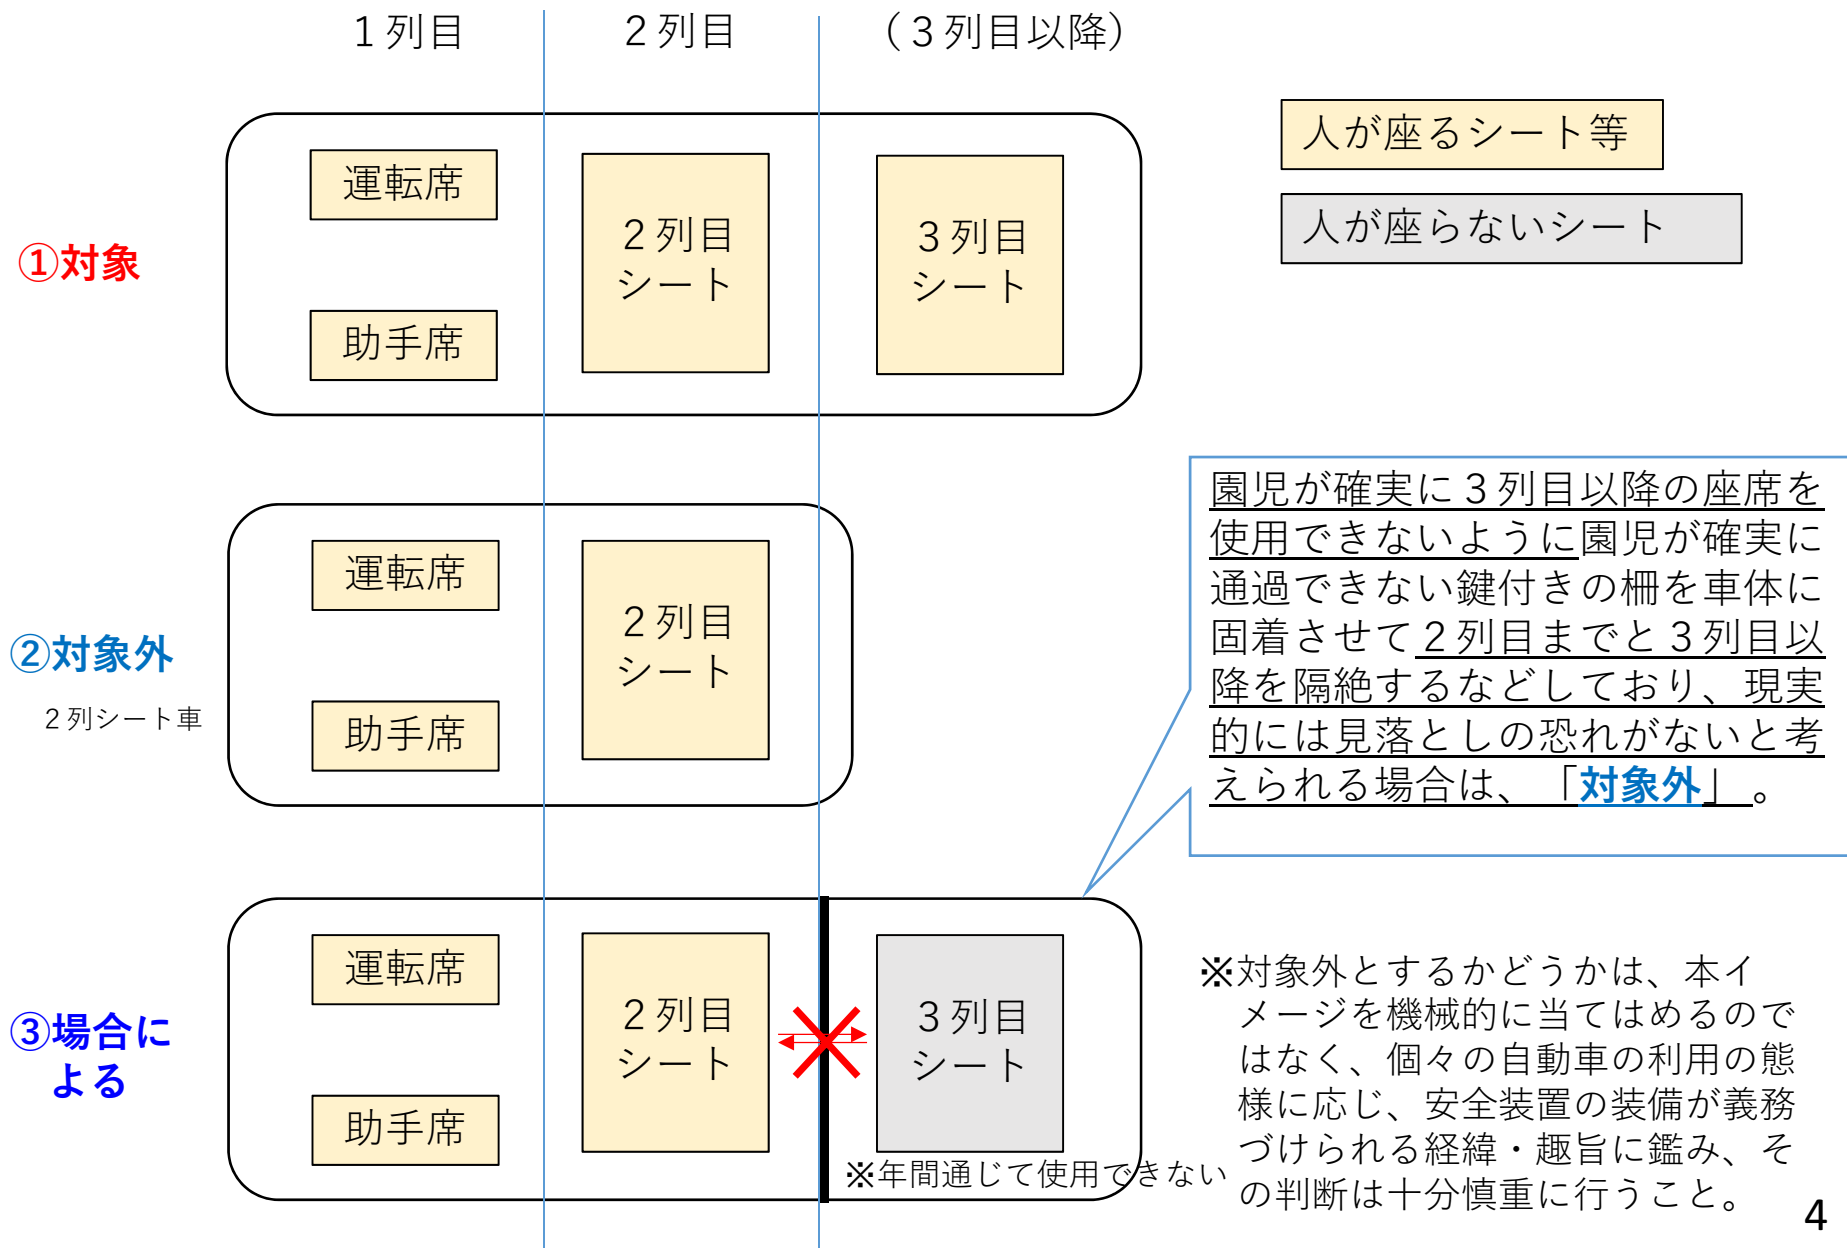 １列目
２列目
（３列目以降）
人が座るシート等
人が座らないシート
①対象
運転席
助手席
２列目
シート
３列目
シート
②対象外
２列シート車
運転席
助手席
２列目
シート
園児が確実に３列目以降の座席を
使用できないように園児が確実に
通過できない鍵付きの柵を車体に
固着させて２列目までと３列目以
降を隔絶するなどしており、現実
的には見落としの恐れがないと考
えられる場合は、「対象外」。
③場合に
よる
運転席
助手席
２列目
シート
３列目
シート
※年間通じて使用できない
※対象外とするかどうかは、本イ
メージを機械的に当てはめるので
はなく、個々の自動車の利用の態
様に応じ、安全装置の装備が義務
づけられる経緯・趣旨に鑑み、そ
の判断は十分慎重に行うこと。
4